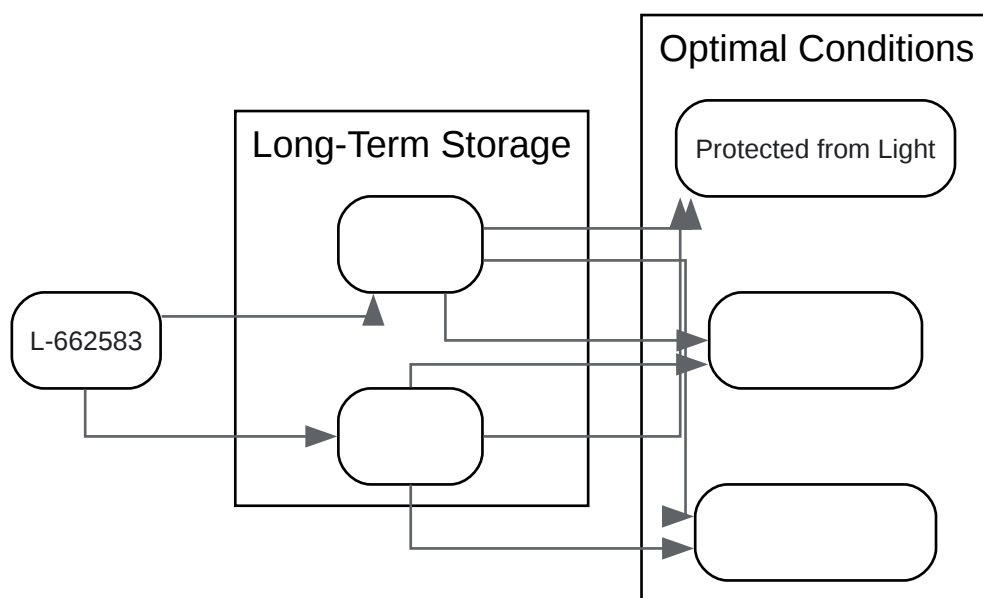 Optimal Conditions
Long-Term Storage
Protected from Light
L-662583